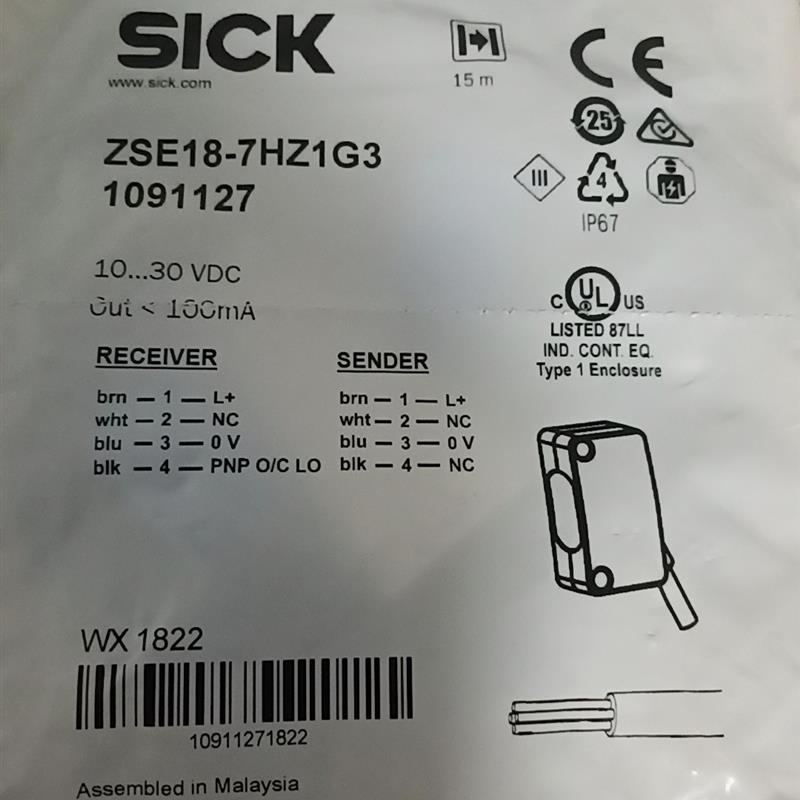 SICK
www.sick.com
15 m
CE
25
ZSE18-7HZ1G3
1091127
III
4
IP67
10...30 VDC
Out < 100mA
C UL US
LISTED 87LL
IND. CONT. EQ.
Type 1 Enclosure
RECEIVER
brn — 1 — L+
wht — 2 — NC
blu — 3 — 0 V
blk — 4 — PNP O/C LO
SENDER
brn — 1 — L+
wht — 2 — NC
blu — 3 — 0 V
blk — 4 — NC
WX 1822
10911271822
Assembled in Malaysia